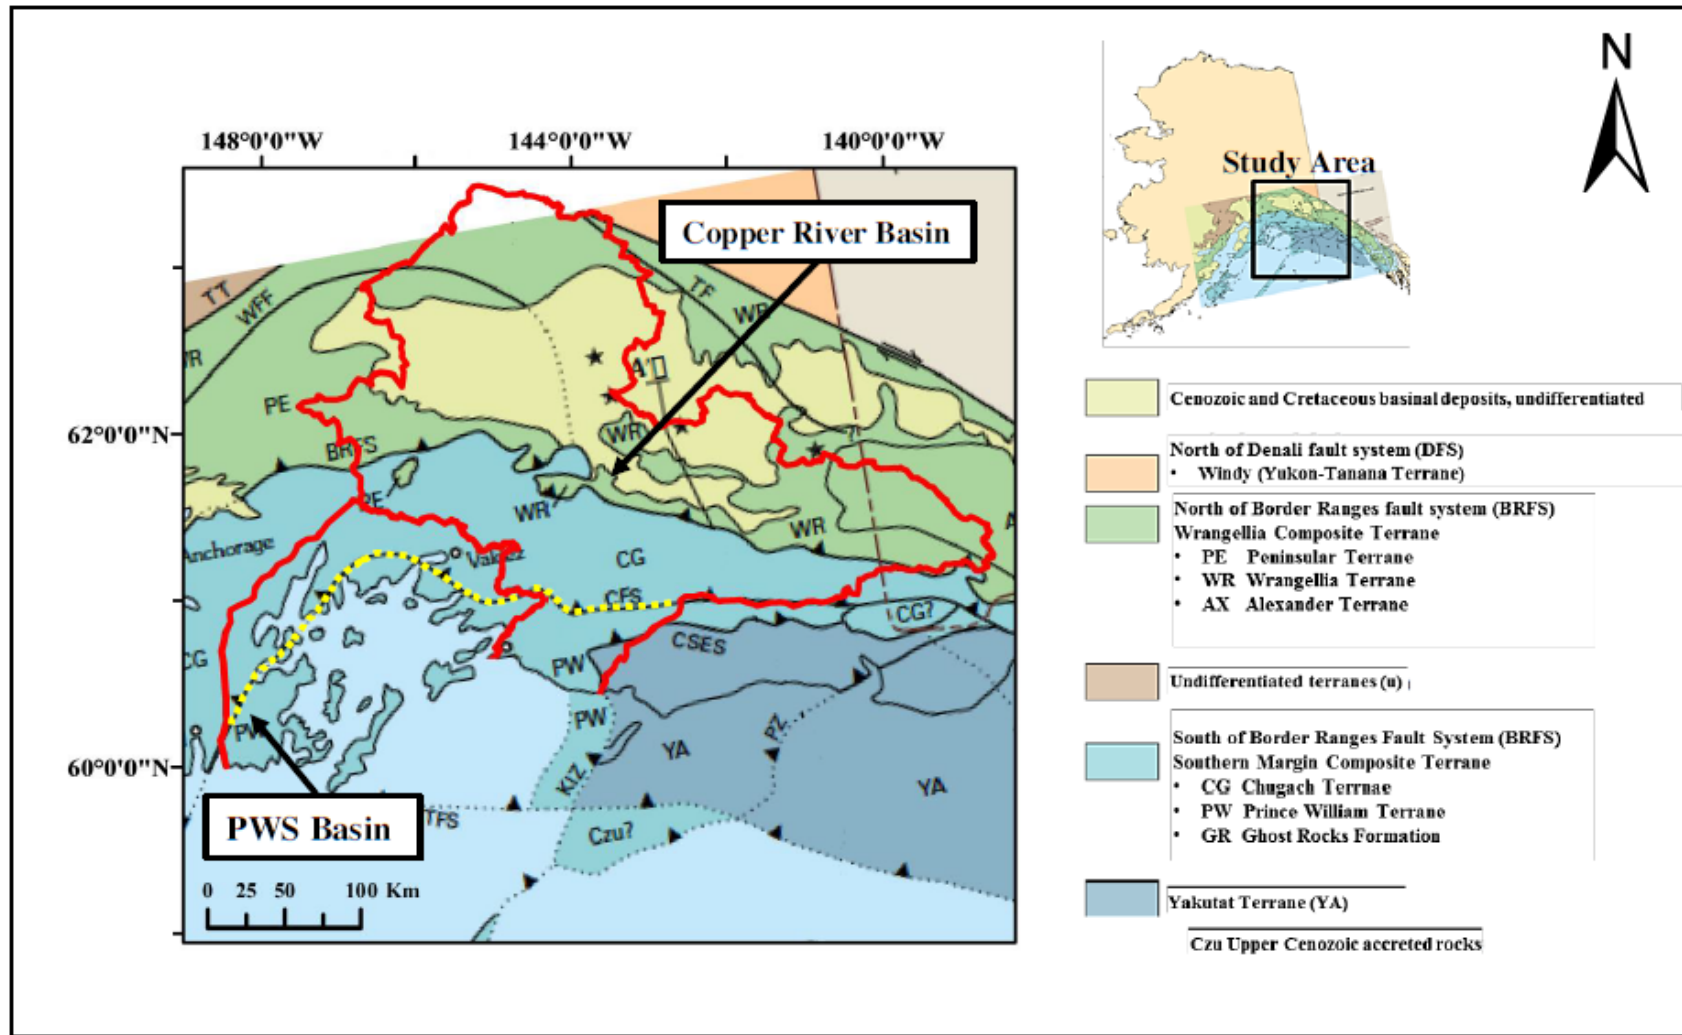 N
148°0'0"W
144°0'0"W
140°0'0"W
Study Area
Copper River Basin
TT
WFF
TF
WR
A'
PE
62°0'0"N
WR
BRFS
PE
WR
WR
Anchorage
Valdez
CG
CFS
CG?
CG
CSES
PW
PW
PW
PZ
YA
YA
60°0'0"N
KIZ
TFS
Czu?
PWS Basin
0 25 50 100 Km
Cenozoic and Cretaceous basinal deposits, undifferentiated
North of Denali fault system (DFS)
• Windy (Yukon-Tanana Terrane)
North of Border Ranges fault system (BRFS)
Wrangellia Composite Terrane
• PE Peninsular Terrane
• WR Wrangellia Terrane
• AX Alexander Terrane
Undifferentiated terranes (u)
South of Border Ranges Fault System (BRFS)
Southern Margin Composite Terrane
• CG Chugach Terrnae
• PW Prince William Terrane
• GR Ghost Rocks Formation
Yakutat Terrane (YA)
Czu Upper Cenozoic accreted rocks